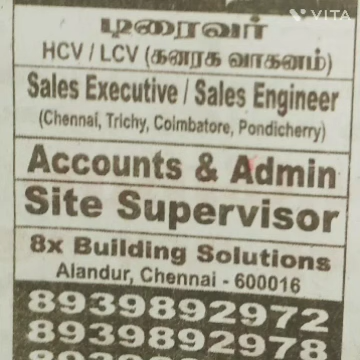 VITA
டிரைவர்
HCV / LCV (கனரக வாகனம்)
Sales Executive / Sales Engineer
(Chennai, Trichy, Coimbatore, Pondicherry)
Accounts & Admin
Site Supervisor
8x Building Solutions
Alandur, Chennai - 600016
8939892972
8939892978